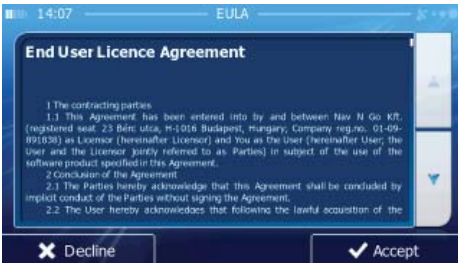 14:07
EULA
End User Licence Agreement
1 The contracting parties
1.1 This Agreement has been entered into by and between Nav N Go Kft.
(registered seat: 23 Bérc utca, H-1016 Budapest, Hungary; Company reg.no. 01-09-
891838) as Licensor (hereinafter Licensor) and You as the User (hereinafter User; the
User and the Licensor jointly referred to as Parties) in subject of the use of the
software product specified in this Agreement.
2 Conclusion of the Agreement
2.1 The Parties hereby acknowledge that this Agreement shall be concluded by
implicit conduct of the Parties without signing the Agreement.
2.2 The User hereby acknowledges that following the lawful acquisition of the
Decline
Accept